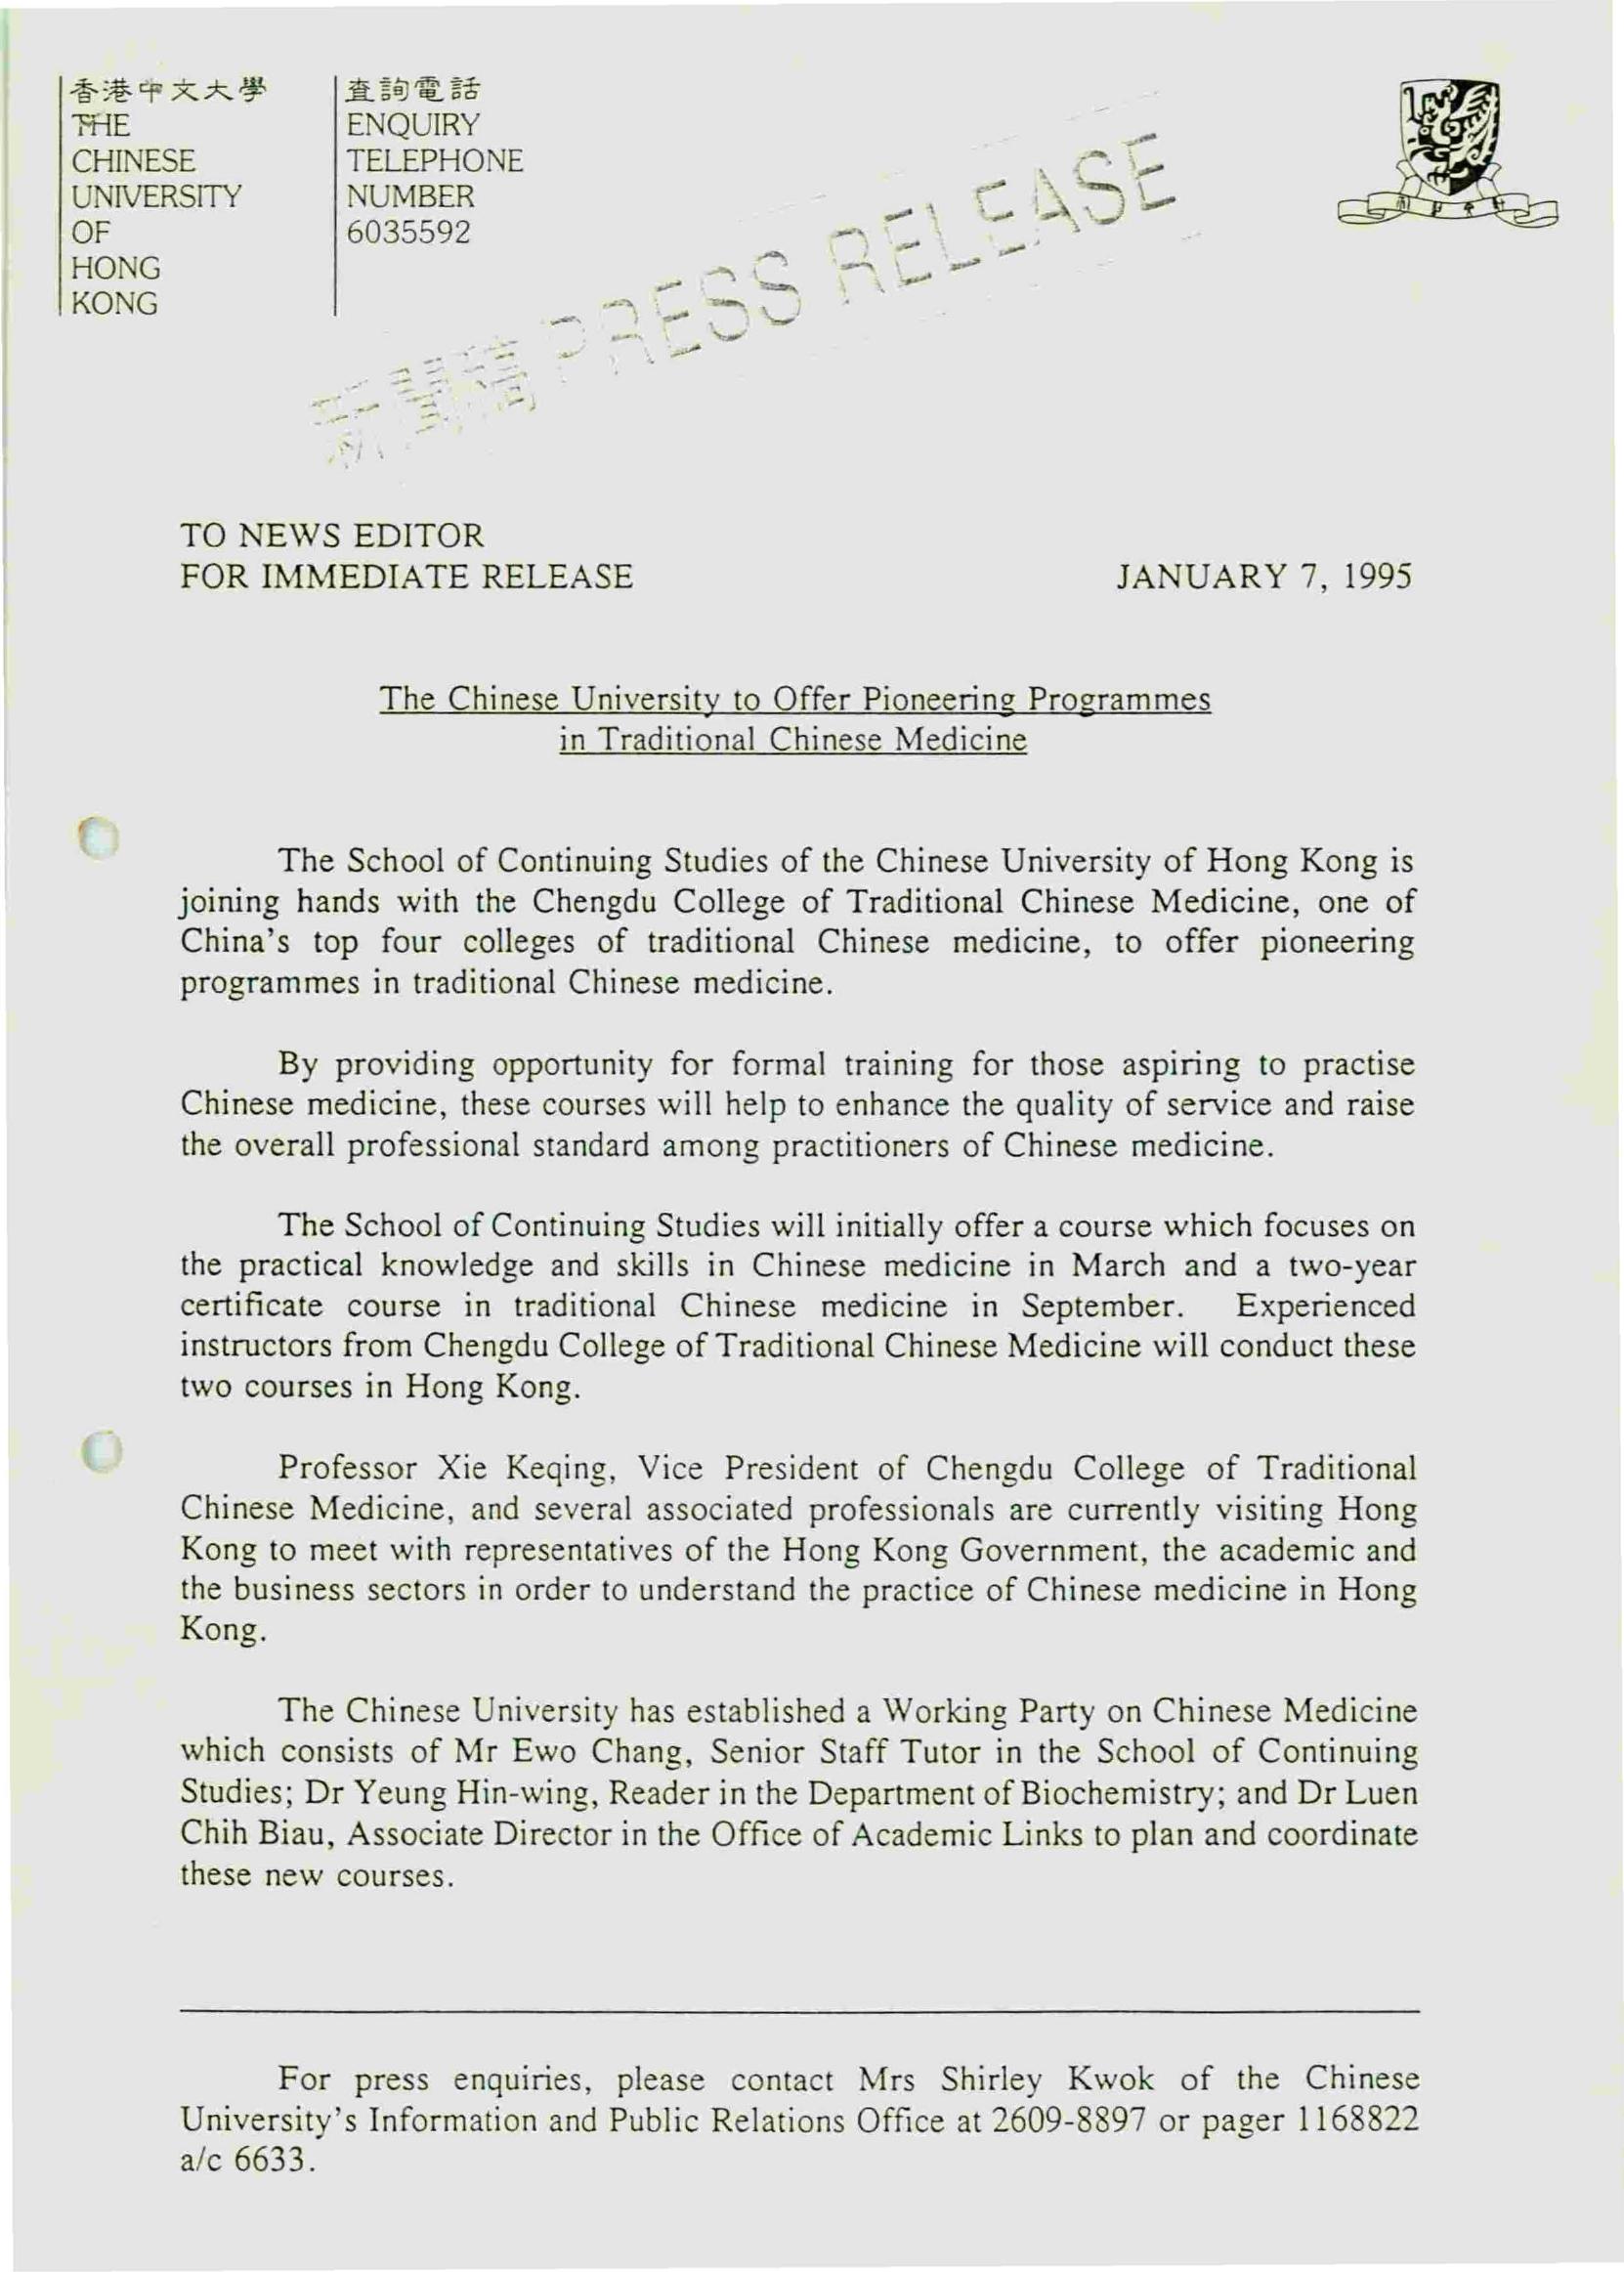 香港中文大學
THE
CHINESE
UNIVERSITY
OF
HONG
KONG
查詢電話
ENQUIRY
TELEPHONE
NUMBER
6035592
新聞稿 PRESS RELEASE
TO NEWS EDITOR
FOR IMMEDIATE RELEASE
JANUARY 7, 1995
The Chinese University to Offer Pioneering Programmes
in Traditional Chinese Medicine
The School of Continuing Studies of the Chinese University of Hong Kong is
joining hands with the Chengdu College of Traditional Chinese Medicine, one of
China's top four colleges of traditional Chinese medicine, to offer pioneering
programmes in traditional Chinese medicine.
By providing opportunity for formal training for those aspiring to practise
Chinese medicine, these courses will help to enhance the quality of service and raise
the overall professional standard among practitioners of Chinese medicine.
The School of Continuing Studies will initially offer a course which focuses on
the practical knowledge and skills in Chinese medicine in March and a two-year
certificate course in traditional Chinese medicine in September. Experienced
instructors from Chengdu College of Traditional Chinese Medicine will conduct these
two courses in Hong Kong.
Professor Xie Keqing, Vice President of Chengdu College of Traditional
Chinese Medicine, and several associated professionals are currently visiting Hong
Kong to meet with representatives of the Hong Kong Government, the academic and
the business sectors in order to understand the practice of Chinese medicine in Hong
Kong.
The Chinese University has established a Working Party on Chinese Medicine
which consists of Mr Ewo Chang, Senior Staff Tutor in the School of Continuing
Studies; Dr Yeung Hin-wing, Reader in the Department of Biochemistry; and Dr Luen
Chih Biau, Associate Director in the Office of Academic Links to plan and coordinate
these new courses.
For press enquiries, please contact Mrs Shirley Kwok of the Chinese
University's Information and Public Relations Office at 2609-8897 or pager 1168822
a/c 6633.